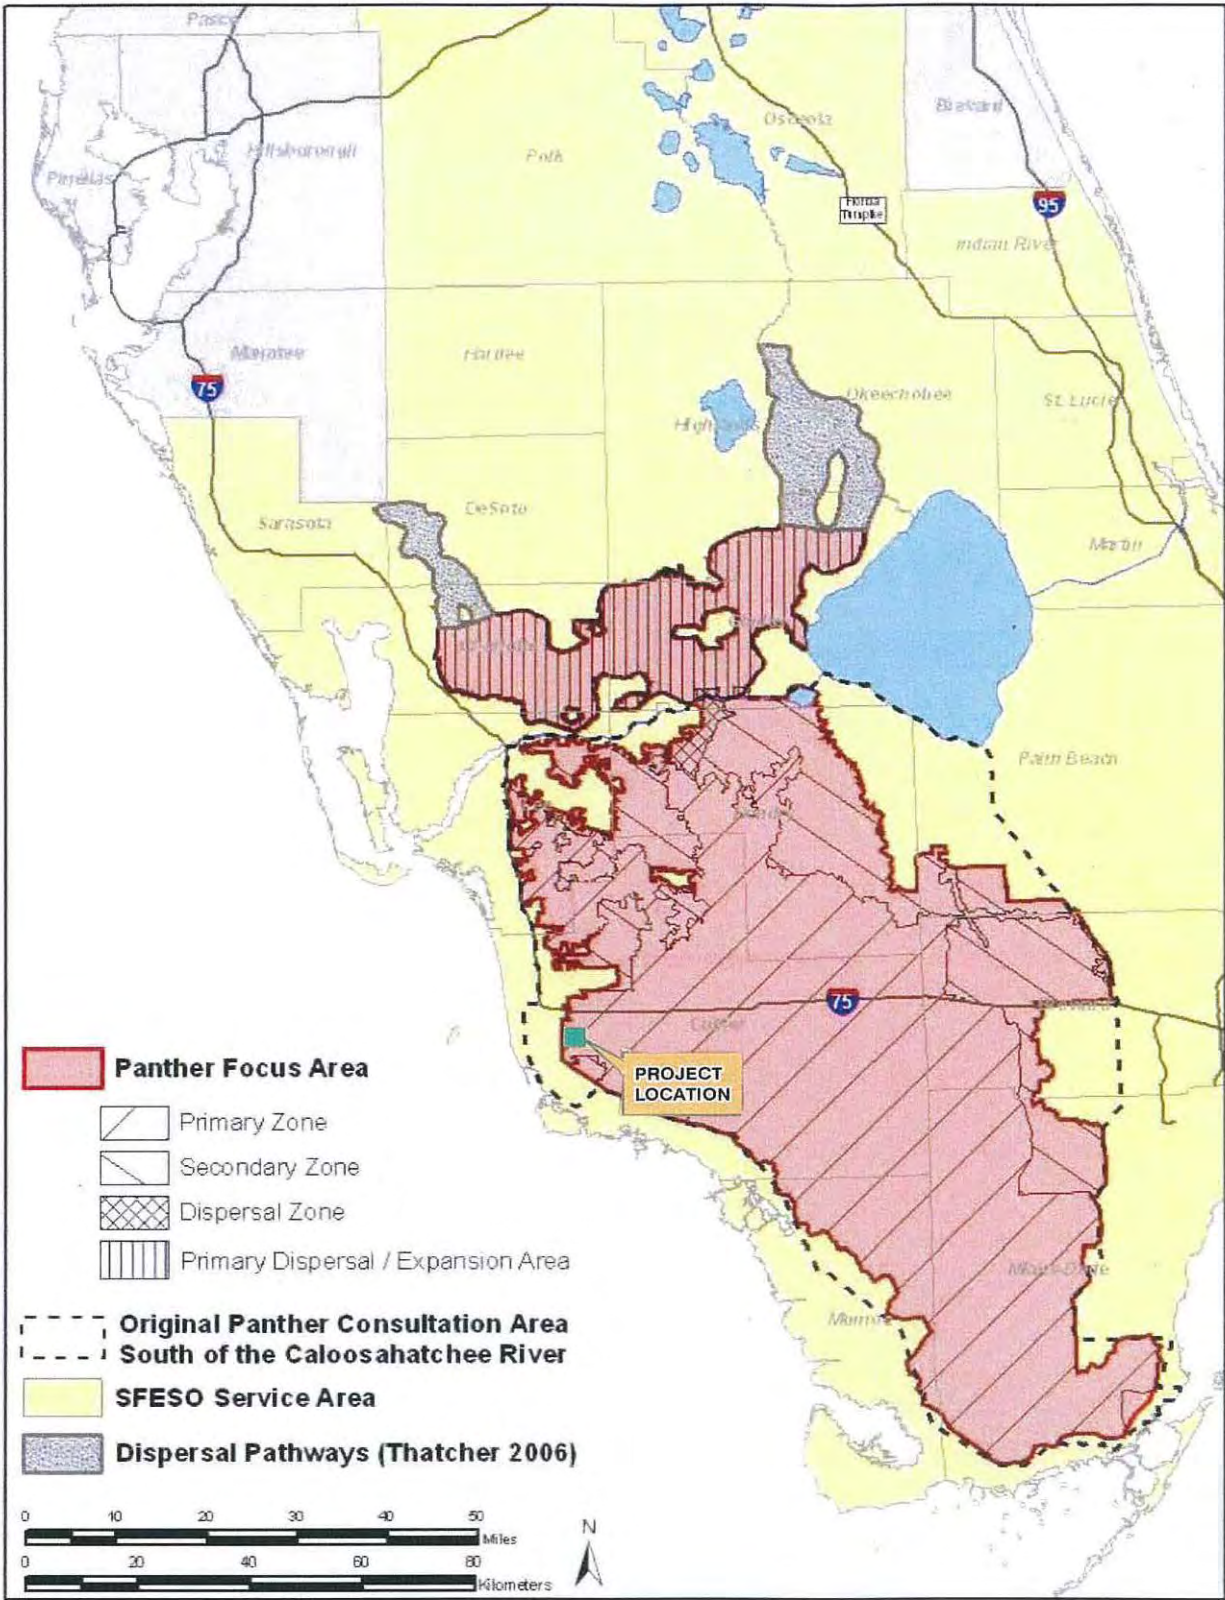 Pasco
Hillsborough
Pinellas
Polk
Osceola
Brevard
Florida
Turnpike
95
Indian River
Manatee
75
Hardee
Highlands
Okeechobee
St. Lucie
Sarasota
DeSoto
Martin
Palm Beach
Hendry
75
Collier
Broward
PROJECT
LOCATION
Miami-Dade
Monroe
Panther Focus Area
Primary Zone
Secondary Zone
Dispersal Zone
Primary Dispersal / Expansion Area
Original Panther Consultation Area
South of the Caloosahatchee River
SFESO Service Area
Dispersal Pathways (Thatcher 2006)
0 10 20 30 40 50
Miles
0 20 40 60 80
Kilometers
N